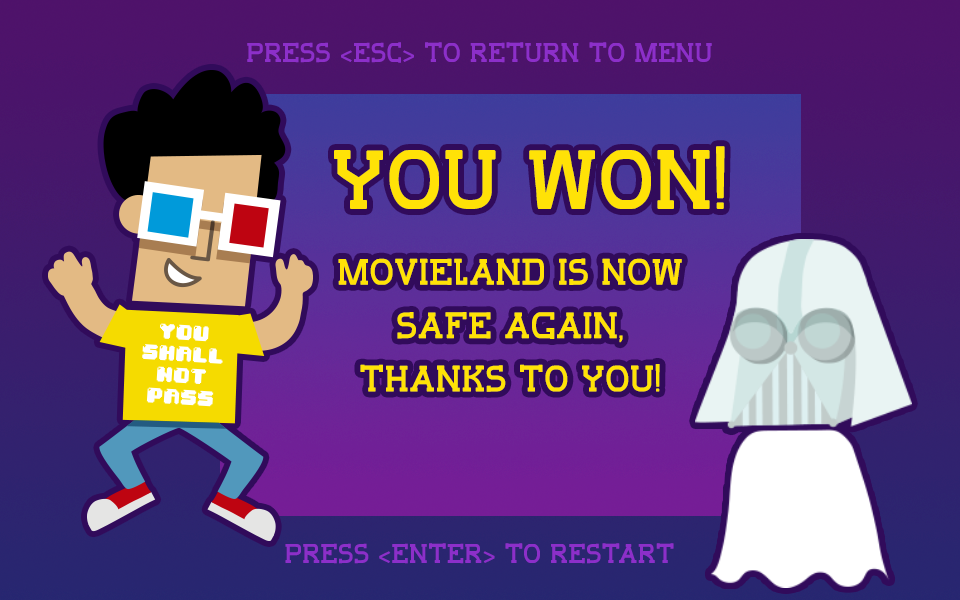 PRESS <ESC> TO RETURN TO MENU
YOU WON!
MOVIELAND IS NOW
SAFE AGAIN,
THANKS TO YOU!
YOU
SHALL
NOT
PASS
PRESS <ENTER> TO RESTART